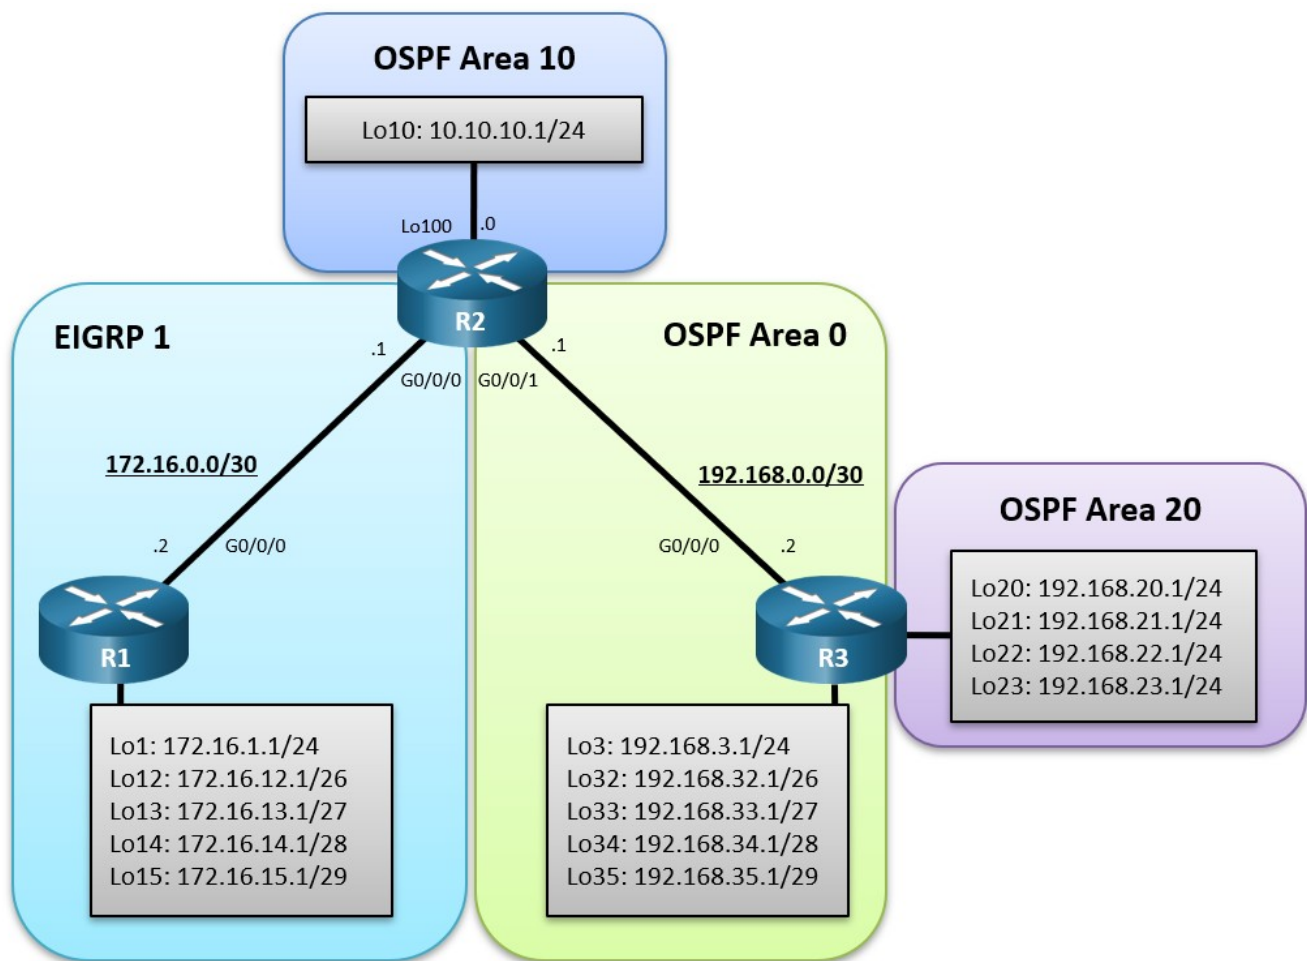 OSPF Area 10
Lo10: 10.10.10.1/24
Lo100 .0
R2
EIGRP 1
OSPF Area 0
.1 .1
G0/0/0 G0/0/1
172.16.0.0/30
192.168.0.0/30
.2 G0/0/0
G0/0/0 .2
R1
R3
OSPF Area 20
Lo20: 192.168.20.1/24
Lo21: 192.168.21.1/24
Lo22: 192.168.22.1/24
Lo23: 192.168.23.1/24
Lo1: 172.16.1.1/24
Lo12: 172.16.12.1/26
Lo13: 172.16.13.1/27
Lo14: 172.16.14.1/28
Lo15: 172.16.15.1/29
Lo3: 192.168.3.1/24
Lo32: 192.168.32.1/26
Lo33: 192.168.33.1/27
Lo34: 192.168.34.1/28
Lo35: 192.168.35.1/29